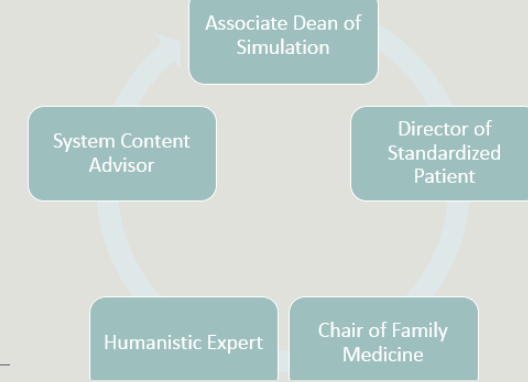 Associate Dean of
Simulation
Director of
Standardized
Patient
Chair of Family
Medicine
Humanistic Expert
System Content
Advisor